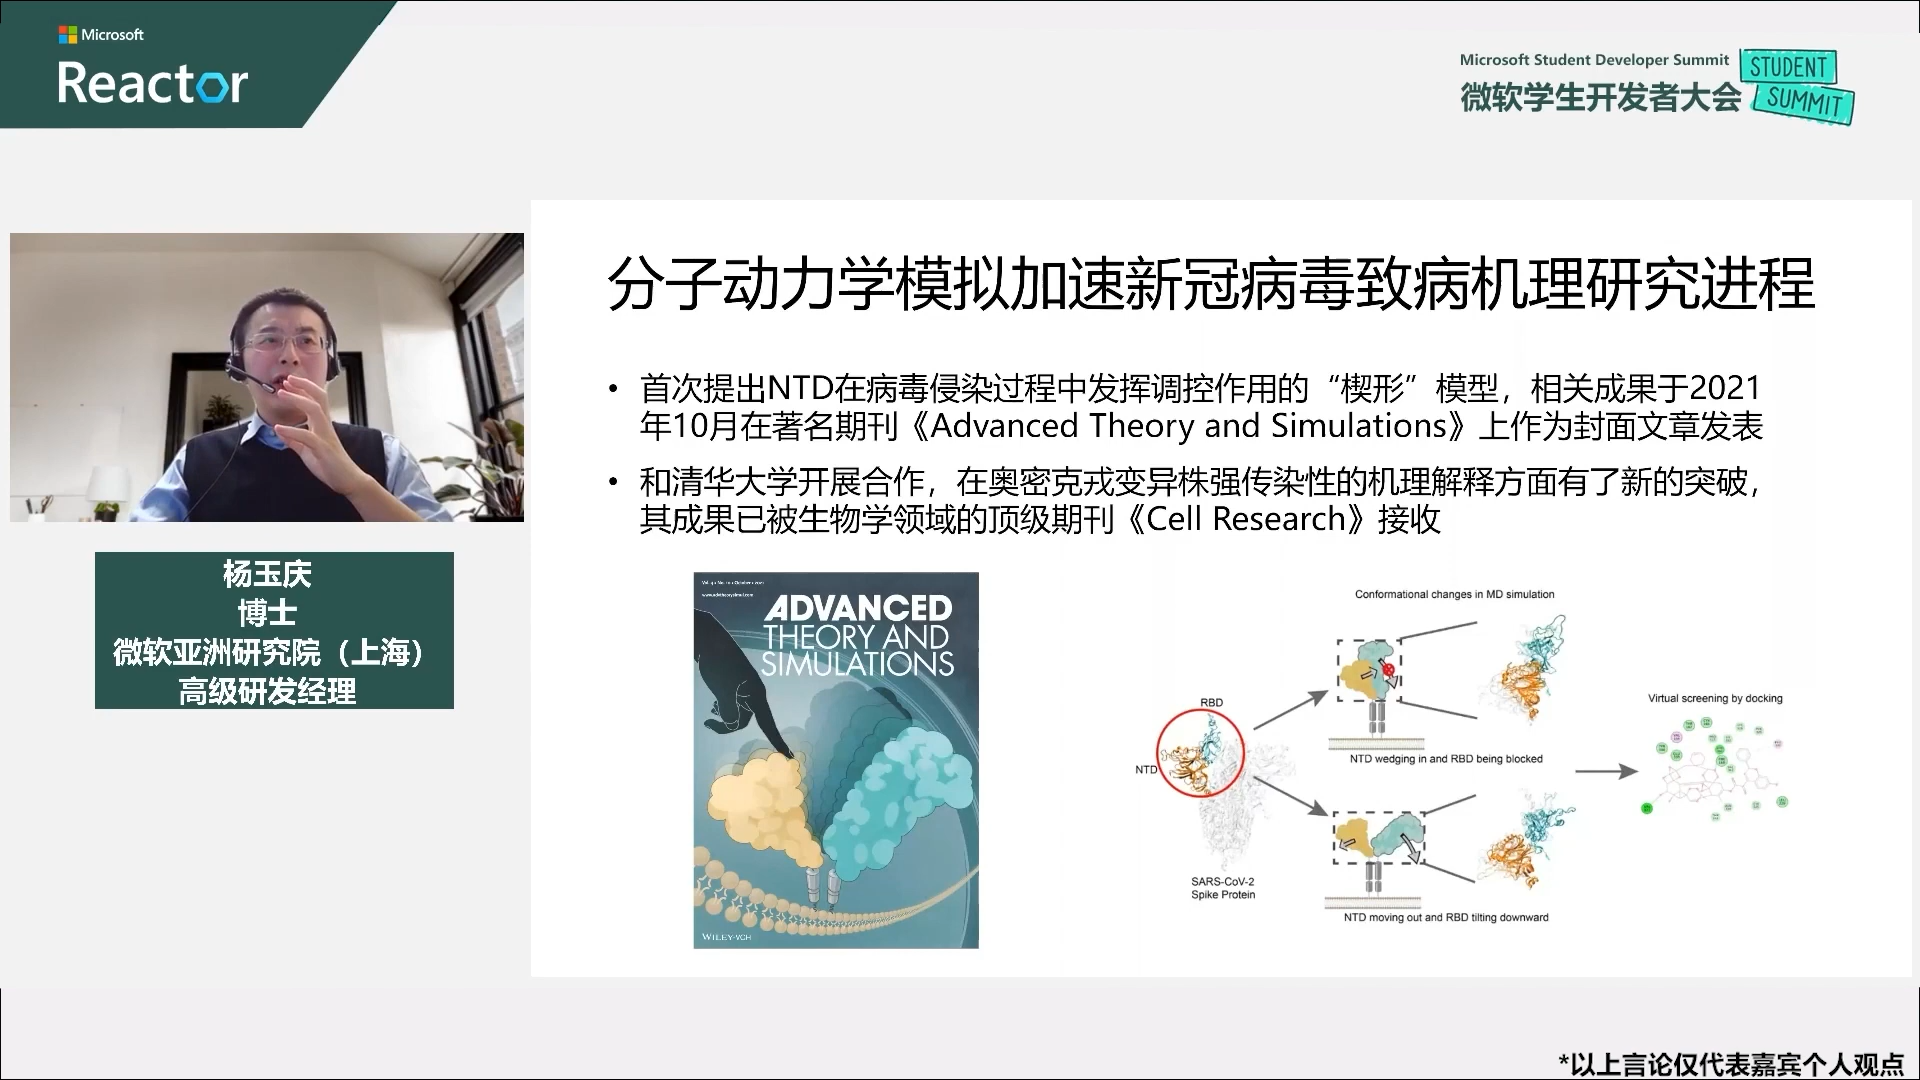 Microsoft
Reactor
Microsoft Student Developer Summit
微软学生开发者大会
STUDENT
SUMMIT
分子动力学模拟加速新冠病毒致病机理研究进程
• 首次提出NTD在病毒侵染过程中发挥调控作用的“楔形”模型，相关成果于2021
年10月在著名期刊《Advanced Theory and Simulations》上作为封面文章发表
• 和清华大学开展合作，在奥密克戎变异株强传染性的机理解释方面有了新的突破，
其成果已被生物学领域的顶级期刊《Cell Research》接收
杨玉庆
博士
微软亚洲研究院（上海）
高级研发经理
ADVANCED
THEORY AND
SIMULATIONS
WILEY-VCH
Conformational changes in MD simulation
RBD
NTD
SARS-CoV-2
Spike Protein
NTD wedging in and RBD being blocked
NTD moving out and RBD tilting downward
Virtual screening by docking
*以上言论仅代表嘉宾个人观点